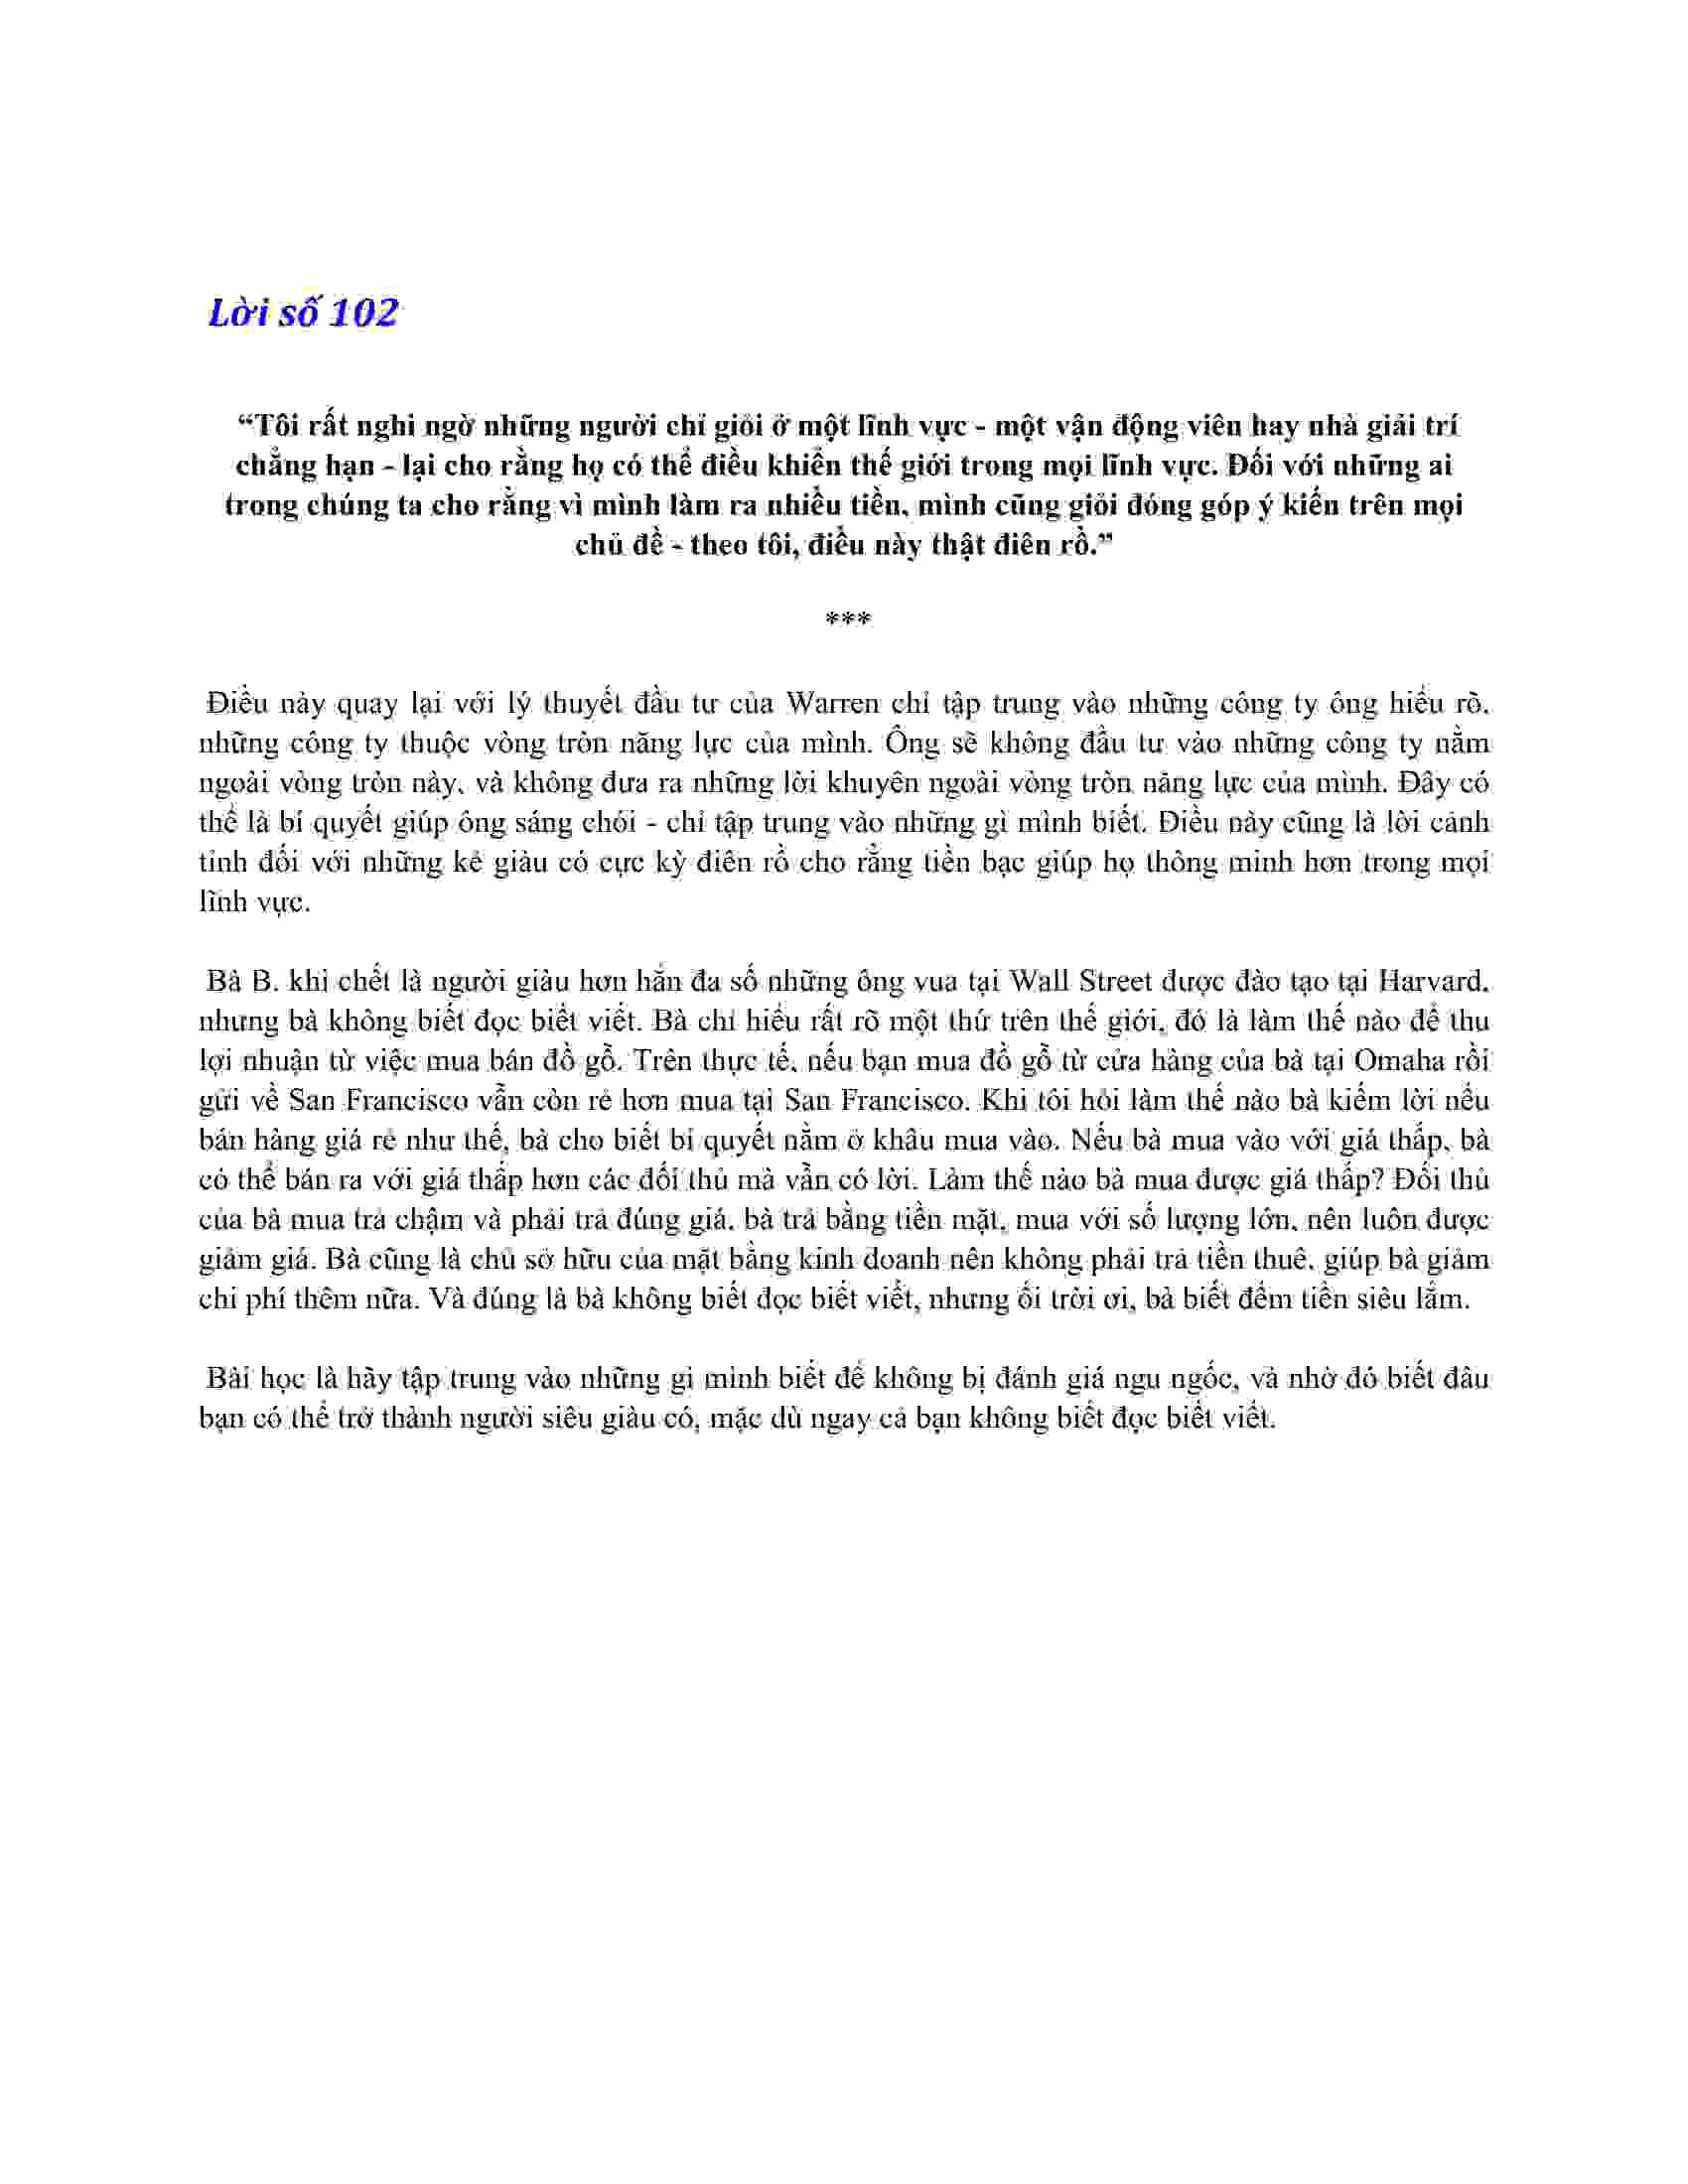 Lời số 102
“Tôi rất nghi ngờ những người chỉ giỏi ở một lĩnh vực - một vận động viên hay nhà giải trí
chẳng hạn - lại cho rằng họ có thể điều khiển thế giới trong mọi lĩnh vực. Đối với những ai
trong chúng ta cho rằng vì mình làm ra nhiều tiền, mình cũng giỏi đóng góp ý kiến trên mọi
chủ đề - theo tôi, điều này thật điên rồ.”
***
Điều này quay lại với lý thuyết đầu tư của Warren chỉ tập trung vào những công ty ông hiểu rõ,
những công ty thuộc vòng tròn năng lực của mình. Ông sẽ không đầu tư vào những công ty nằm
ngoài vòng tròn này, và không đưa ra những lời khuyên ngoài vòng tròn năng lực của mình. Đây có
thể là bí quyết giúp ông sáng chói - chỉ tập trung vào những gì mình biết. Điều này cũng là lời cảnh
tỉnh đối với những kẻ giàu có cực kỳ điên rồ cho rằng tiền bạc giúp họ thông minh hơn trong mọi
lĩnh vực.
Bà B. khi chết là người giàu hơn hẳn đa số những ông vua tại Wall Street được đào tạo tại Harvard,
nhưng bà không biết đọc biết viết. Bà chỉ hiểu rất rõ một thứ trên thế giới, đó là làm thế nào để thu
lợi nhuận từ việc mua bán đồ gỗ. Trên thực tế, nếu bạn mua đồ gỗ từ cửa hàng của bà tại Omaha rồi
gửi về San Francisco vẫn còn rẻ hơn mua tại San Francisco. Khi tôi hỏi làm thế nào bà kiếm lời nếu
bán hàng giá rẻ như thế, bà cho biết bí quyết nằm ở khâu mua vào. Nếu bà mua vào với giá thấp, bà
có thể bán ra với giá thấp hơn các đối thủ mà vẫn có lời. Làm thế nào bà mua được giá thấp? Đối thủ
của bà mua trả chậm và phải trả đúng giá, bà trả bằng tiền mặt, mua với số lượng lớn, nên luôn được
giảm giá. Bà cũng là chủ sở hữu của mặt bằng kinh doanh nên không phải trả tiền thuê, giúp bà giảm
chi phí thêm nữa. Và đúng là bà không biết đọc biết viết, nhưng ối trời ơi, bà biết đếm tiền siêu lắm.
Bài học là hãy tập trung vào những gì mình biết để không bị đánh giá ngu ngốc, và nhờ đó biết đâu
bạn có thể trở thành người siêu giàu có, mặc dù ngay cả bạn không biết đọc biết viết.